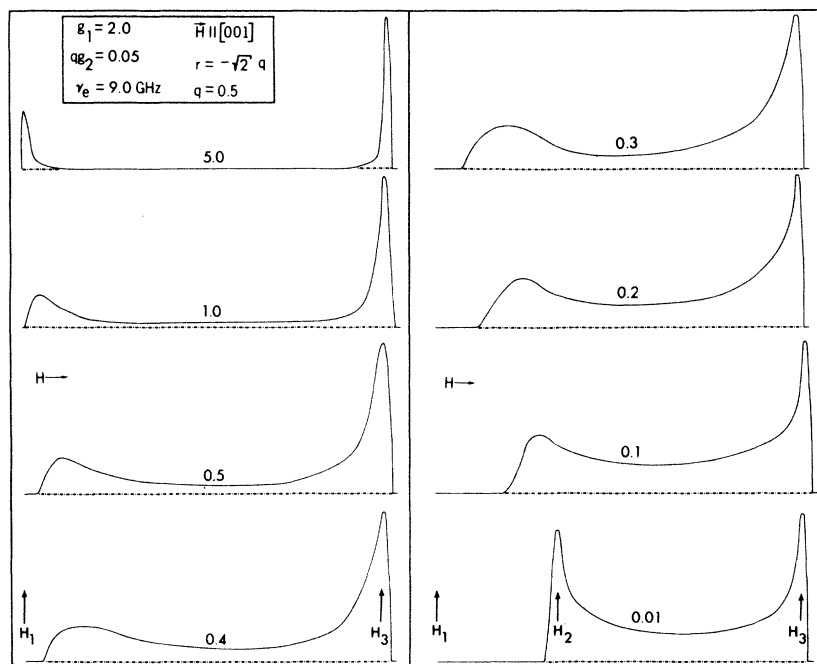 g₁ = 2.0 H⃗ || [001]
qg₂ = 0.05 r = −√2 q
νₑ = 9.0 GHz q = 0.5
5.0
1.0
H→
0.5
0.4
H₁
H₃
0.3
0.2
H→
0.1
0.01
H₁
H₂
H₃